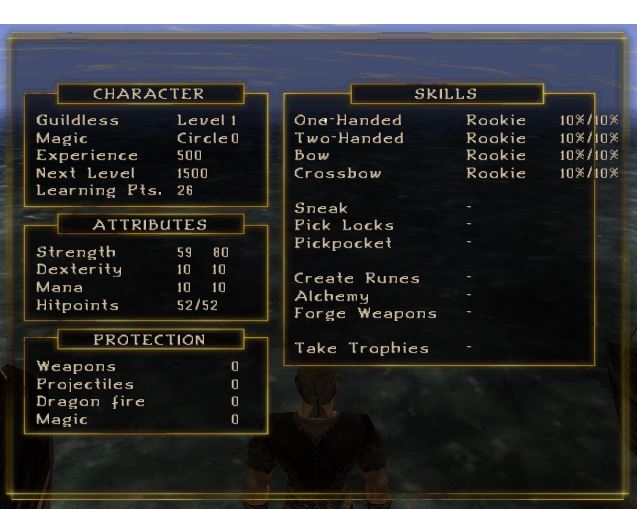 CHARACTER
Guildless Level 1
Magic Circle 0
Experience 500
Next Level 1500
Learning Pts. 26
ATTRIBUTES
Strength 59 80
Dexterity 10 10
Mana 10 10
Hitpoints 52/52
PROTECTION
Weapons 0
Projectiles 0
Dragon fire 0
Magic 0
SKILLS
One-Handed Rookie 10%/10%
Two-Handed Rookie 10%/10%
Bow Rookie 10%/10%
Crossbow Rookie 10%/10%
Sneak -
Pick Locks -
Pickpocket -
Create Runes -
Alchemy -
Forge Weapons -
Take Trophies -